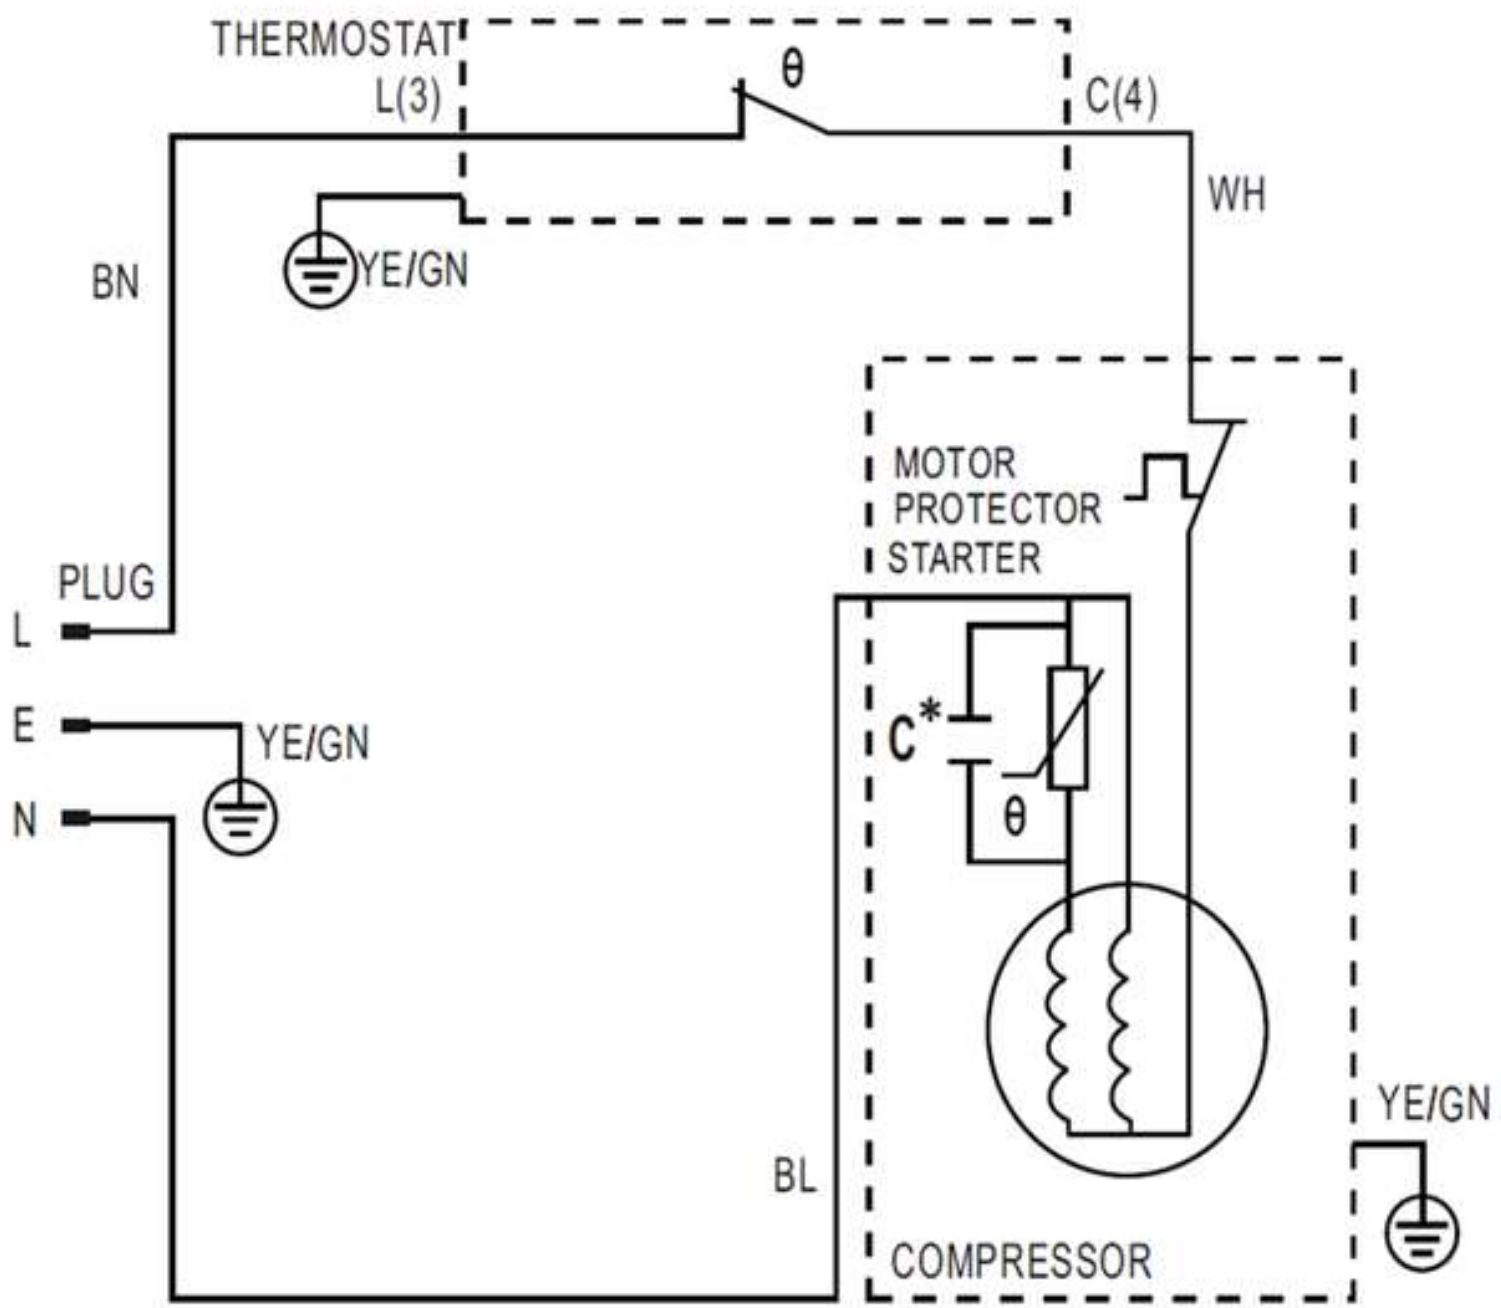 THERMOSTAT
L(3)
θ
C(4)
WH
YE/GN
BN
MOTOR
PROTECTOR
STARTER
PLUG
L
E
YE/GN
N
C*
θ
YE/GN
BL
COMPRESSOR